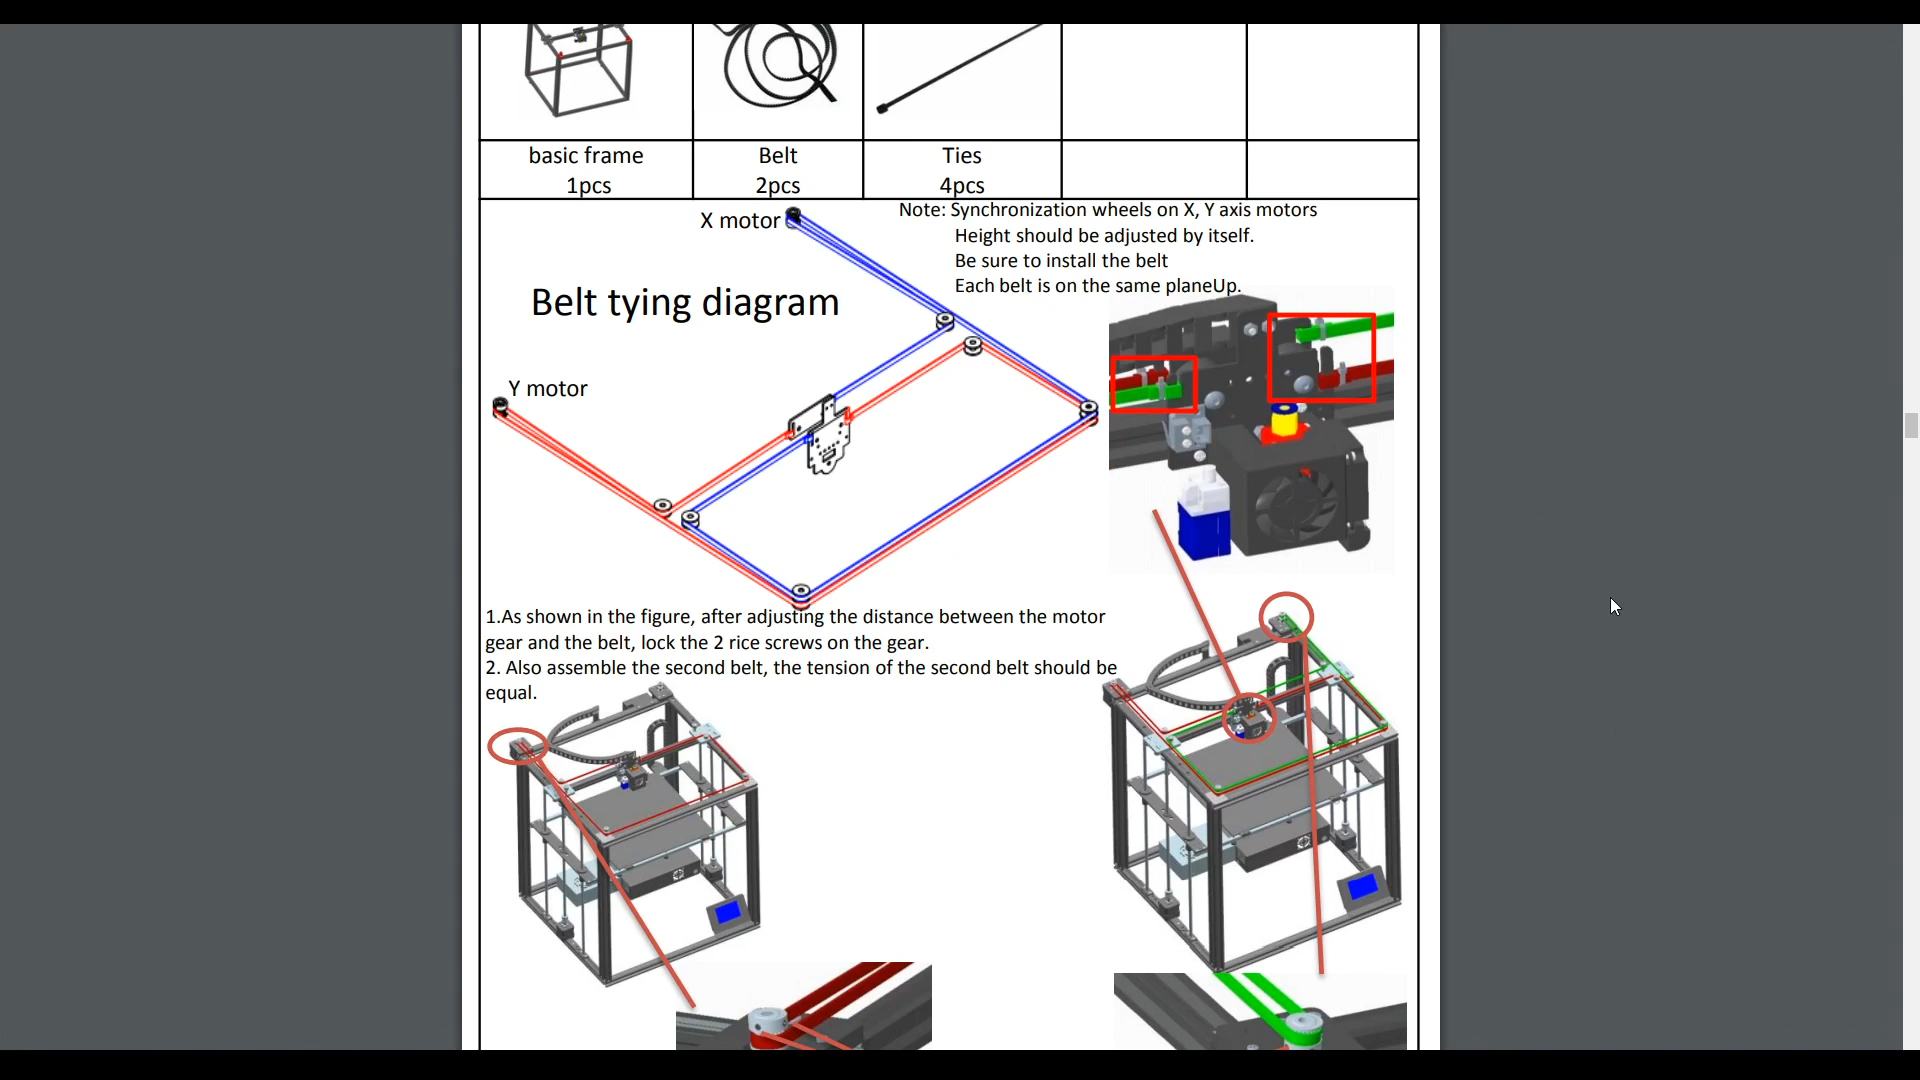 basic frame
1pcs
Belt
2pcs
Ties
4pcs
X motor
Note: Synchronization wheels on X, Y axis motors
Height should be adjusted by itself.
Be sure to install the belt
Each belt is on the same planeUp.
Belt tying diagram
Y motor
1.As shown in the figure, after adjusting the distance between the motor
gear and the belt, lock the 2 rice screws on the gear.
2. Also assemble the second belt, the tension of the second belt should be
equal.